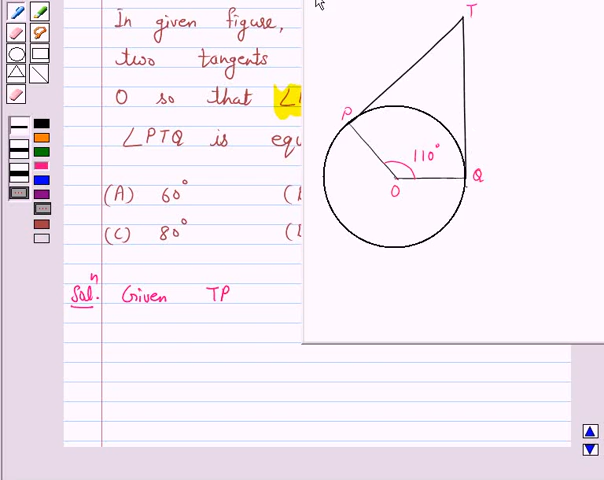 In given figure,
two tangents
O so that ∠
∠PTQ is equ
(A) 60°
(C) 80°
Solⁿ. Given TP
T
P
110°
O
Q